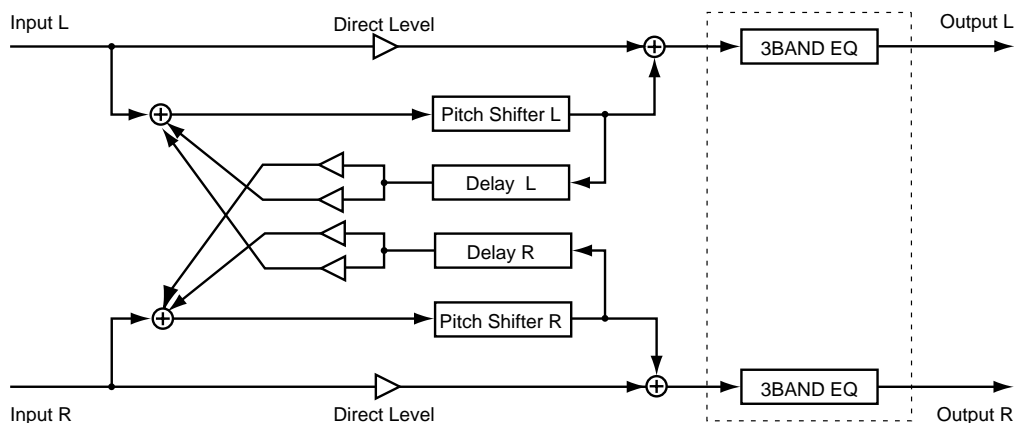 Input L
Direct Level
Output L
3BAND EQ
Pitch Shifter L
Delay L
Delay R
Pitch Shifter R
3BAND EQ
Input R
Direct Level
Output R